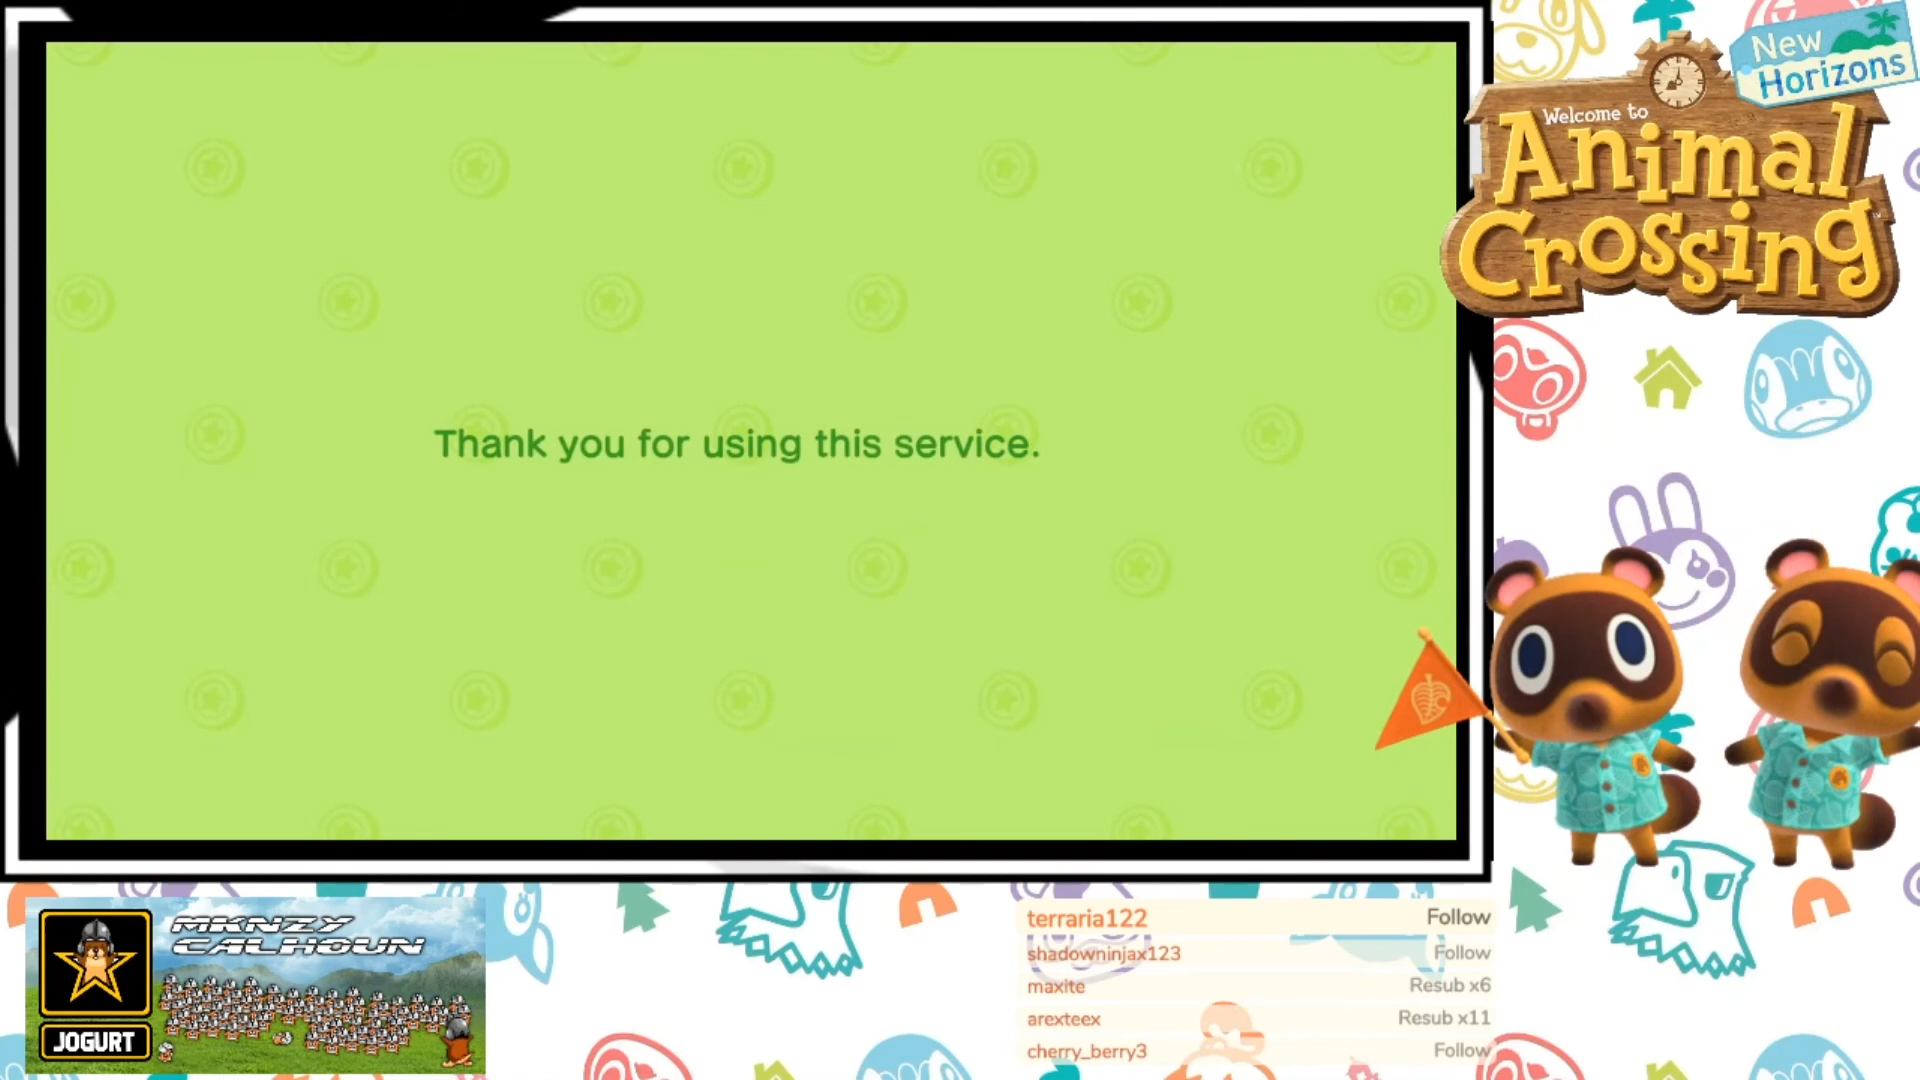 New
Horizons
Welcome to
Animal
Crossing
Thank you for using this service.
MKNZY
CALHOUN
JOGURT
terraria122 Follow
shadowninjax123 Follow
maxite Resub x6
arexteex Resub x11
cherry_berry3 Follow